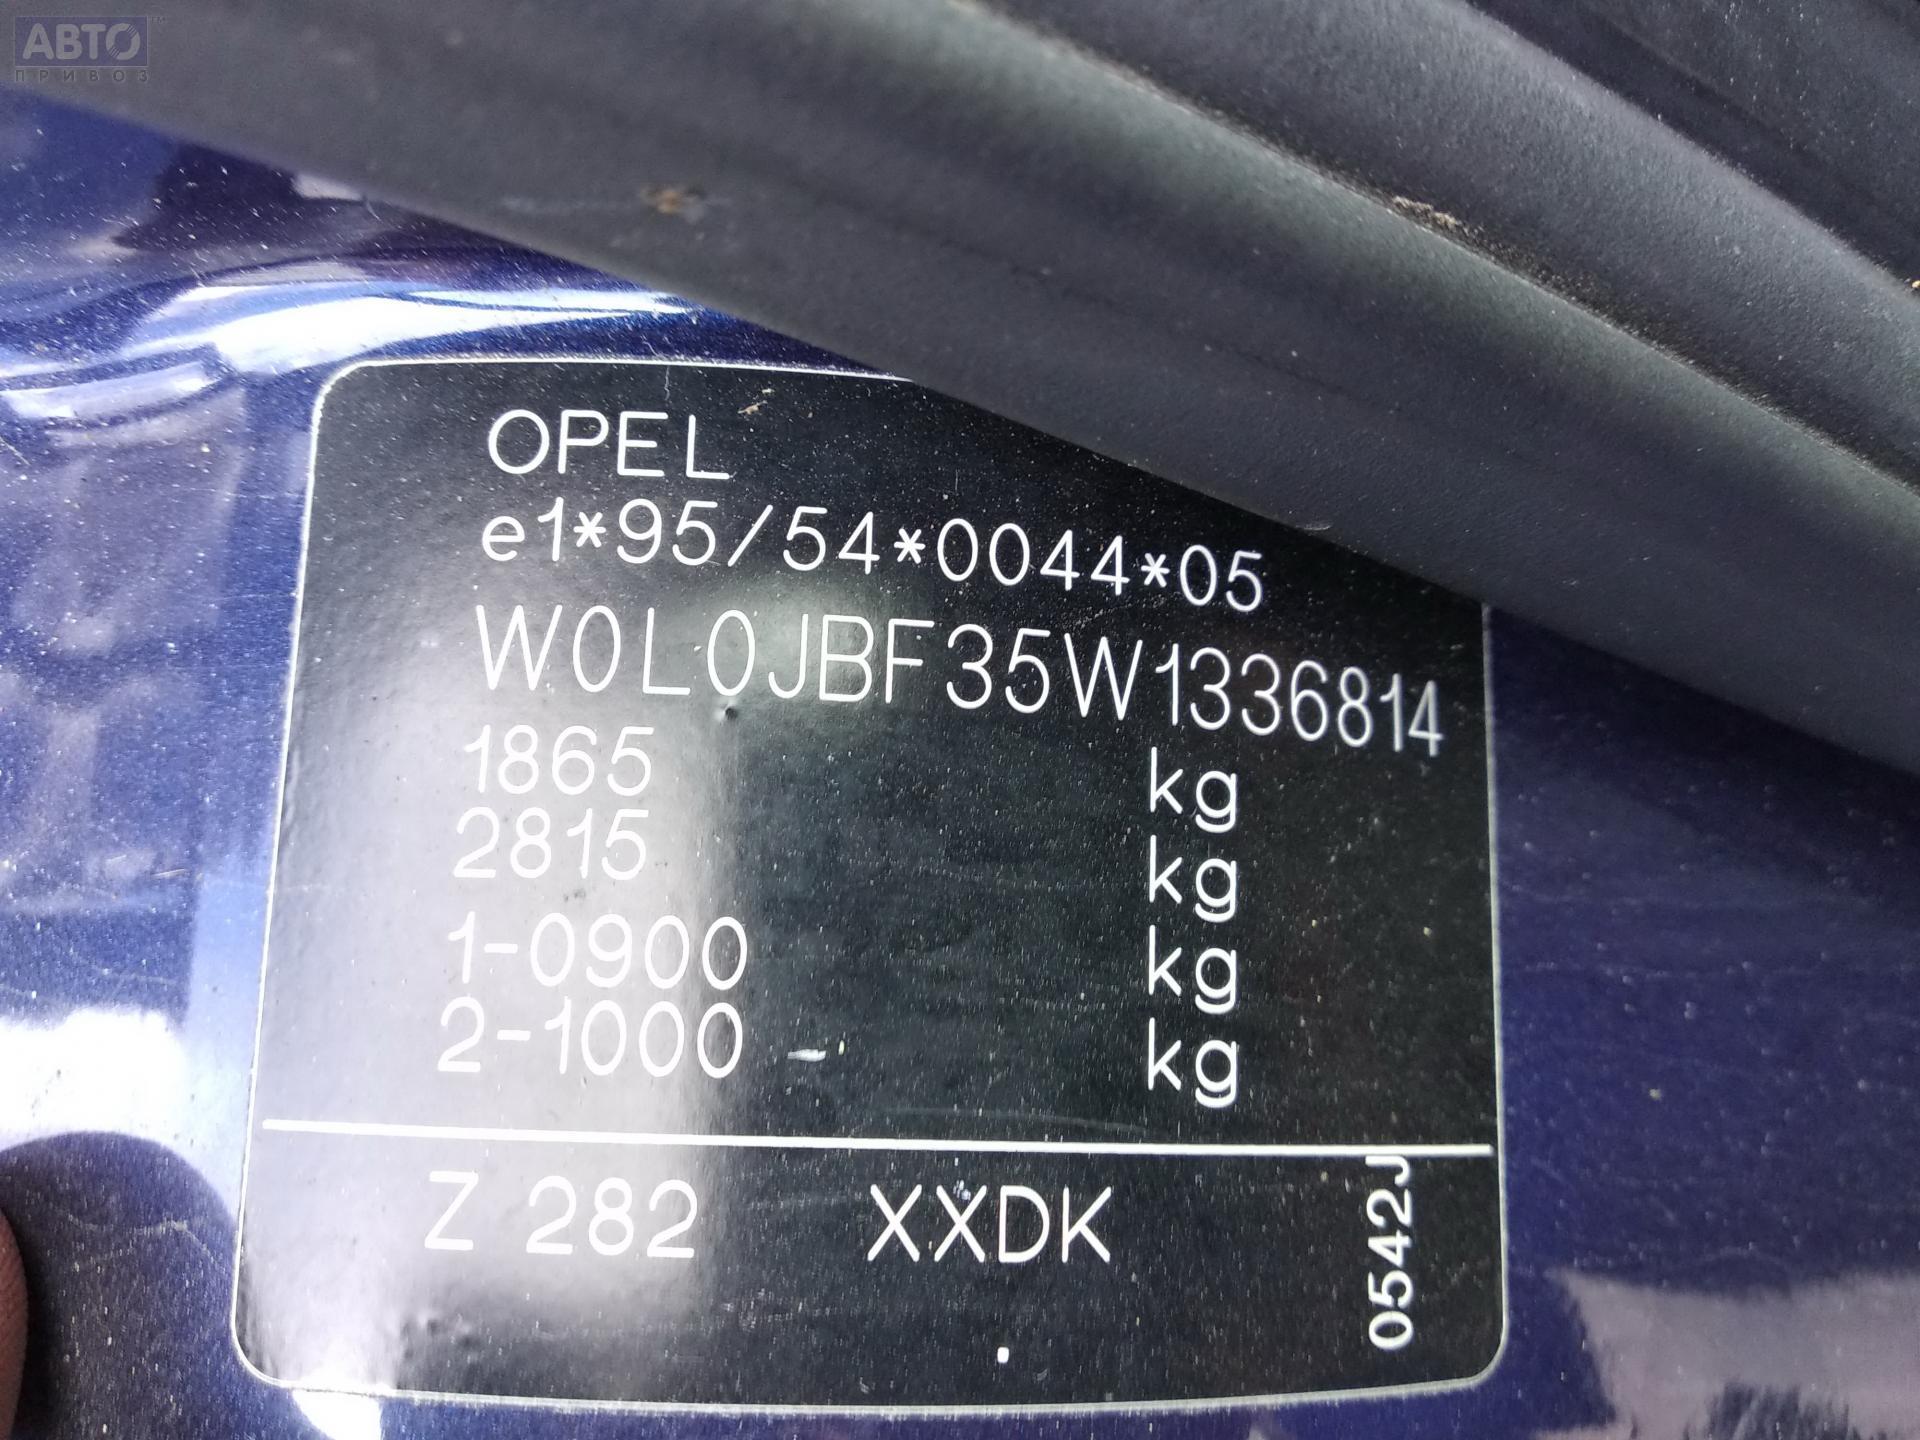 АВТО
ПРИВОЗ
OPEL
e1*95/54*0044*05
W0L0JBF35W1336814
1865 kg
2815 kg
1-0900 kg
2-1000 kg
Z 282 XXDK
0542J